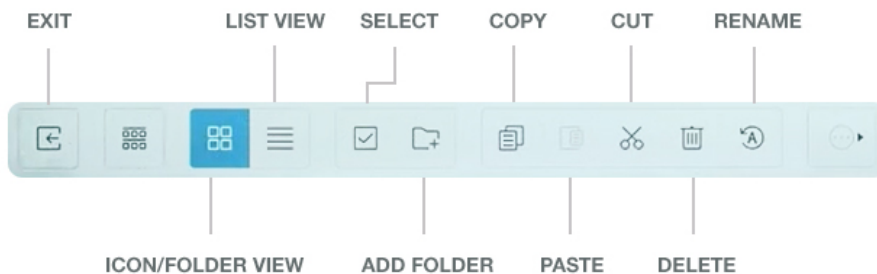 EXIT LIST VIEW SELECT COPY CUT RENAME
A
ICON/FOLDER VIEW ADD FOLDER PASTE DELETE